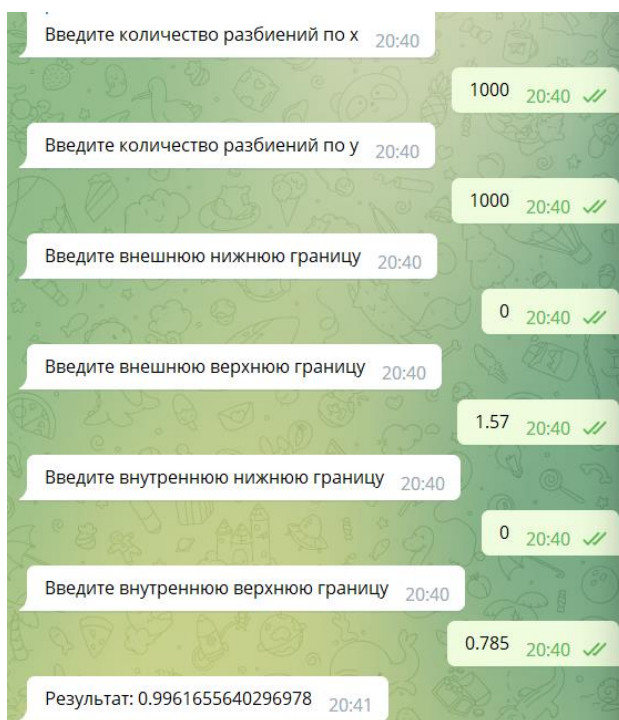 Введите количество разбиений по x 20:40
1000 20:40
Введите количество разбиений по y 20:40
1000 20:40
Введите внешнюю нижнюю границу 20:40
0 20:40
Введите внешнюю верхнюю границу 20:40
1.57 20:40
Введите внутреннюю нижнюю границу 20:40
0 20:40
Введите внутреннюю верхнюю границу 20:40
0.785 20:40
Результат: 0.9961655640296978 20:41